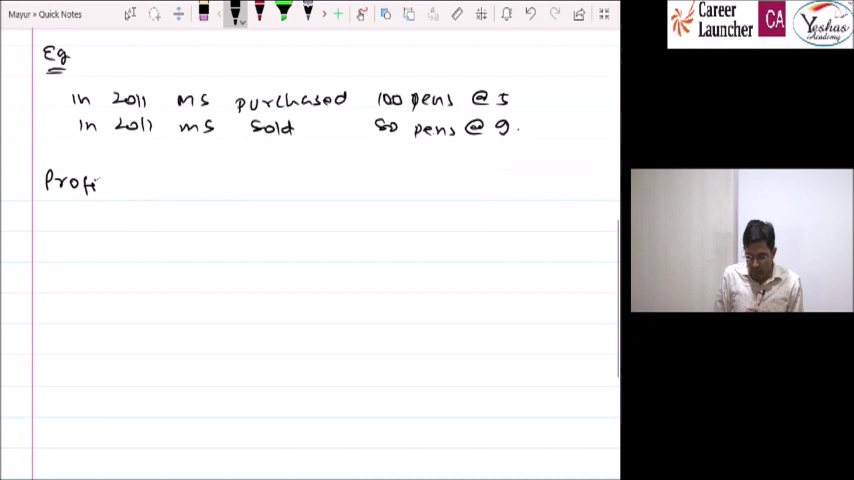 Mayur > Quick Notes
Career Launcher
CA
Yeshas Academy
Eg
In 2011 MS purchased 100 pens @ 5
In 2011 MS sold 80 pens @ 9.
Profi